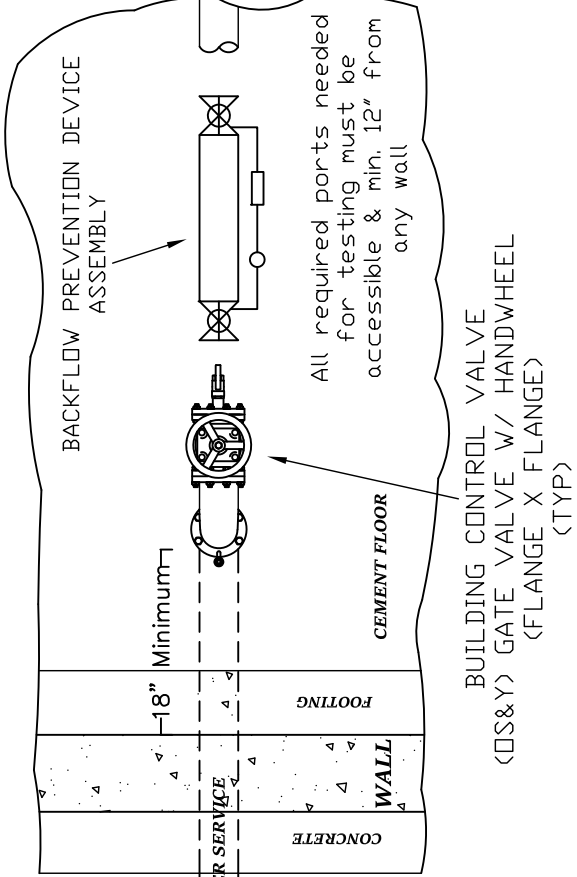 BACKFLOW PREVENTION DEVICE
ASSEMBLY
All required ports needed
for testing must be
accessible & min. 12" from
any wall
BUILDING CONTROL VALVE
(OS&Y) GATE VALVE W/ HANDWHEEL
(FLANGE X FLANGE)
(TYP)
18" Minimum
CEMENT FLOOR
FOOTING
WALL
CONCRETE
ER SERVICE